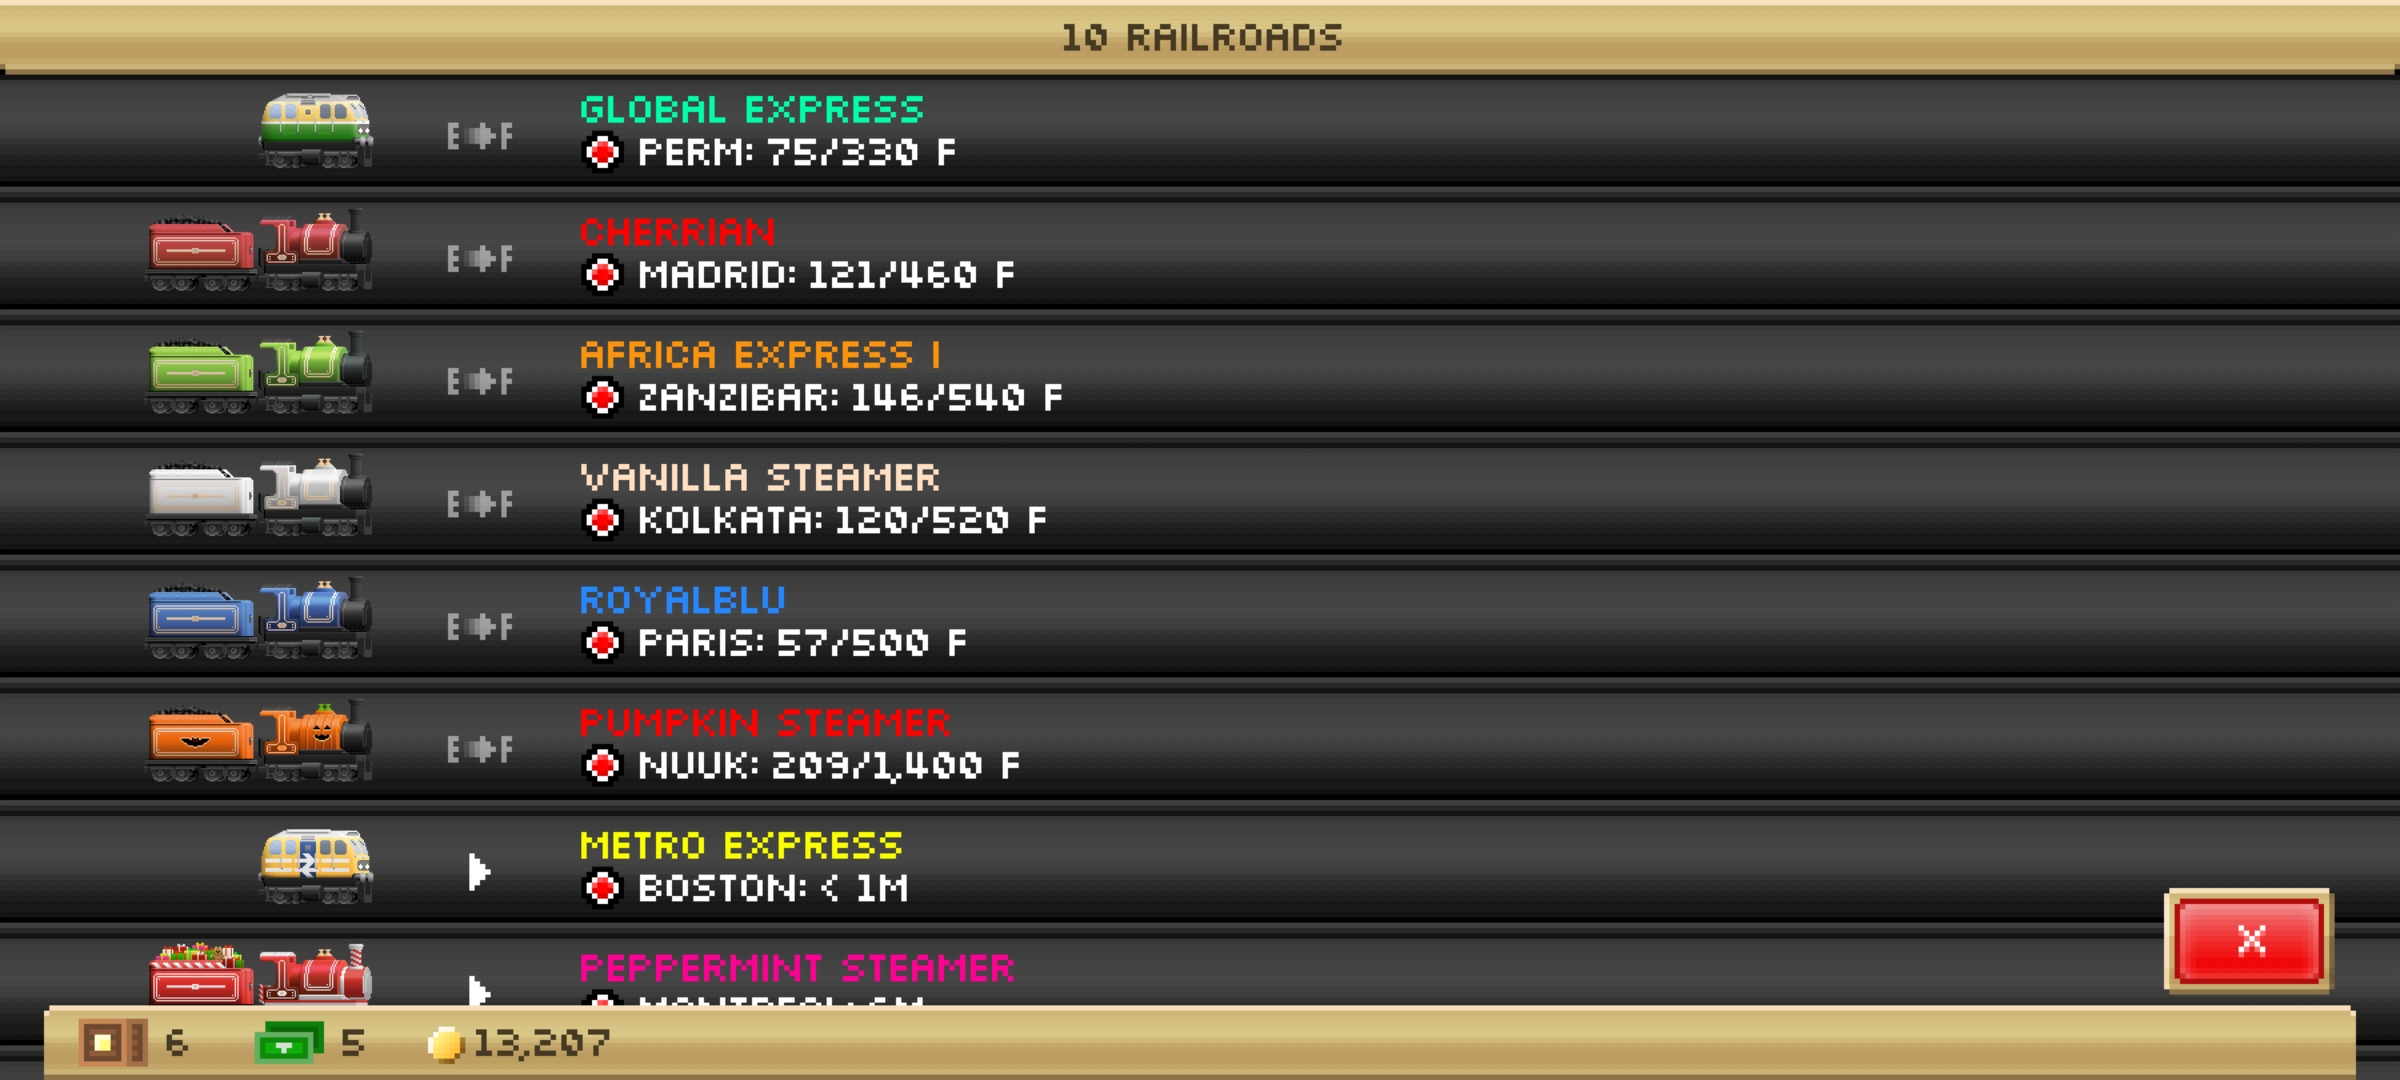 10 RAILROADS
E F
GLOBAL EXPRESS
PERM: 75/330 F
E F
CHERRIAN
MADRID: 121/460 F
E F
AFRICA EXPRESS I
ZANZIBAR: 146/540 F
E F
VANILLA STEAMER
KOLKATA: 120/520 F
E F
ROYALBLU
PARIS: 57/500 F
E F
PUMPKIN STEAMER
NUUK: 209/1,400 F
METRO EXPRESS
BOSTON: < 1M
PEPPERMINT STEAMER
X
6 5 13,207